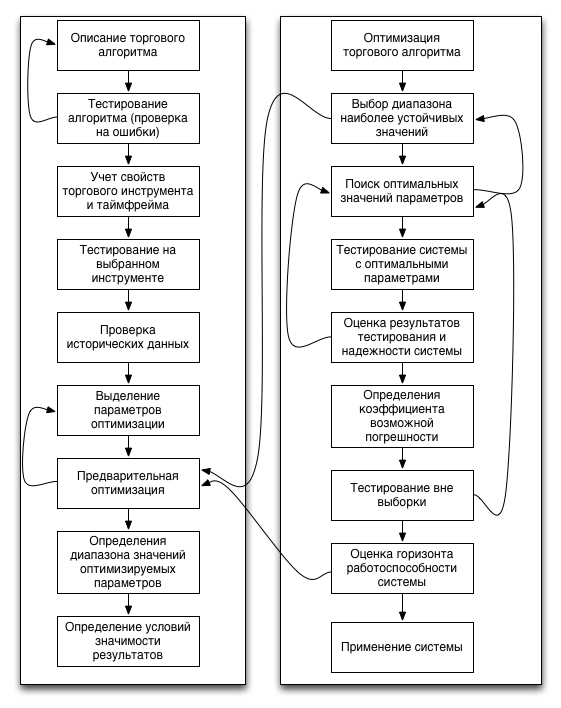 Описание торгового
алгоритма
Тестирование
алгоритма (проверка
на ошибки)
Учет свойств
торгового инструмента
и таймфрейма
Тестирование на
выбранном
инструменте
Проверка
исторических данных
Выделение
параметров
оптимизации
Предварительная
оптимизация
Определения
диапазона значений
оптимизируемых
параметров
Определение условий
значимости
результатов
Оптимизация
торгового алгоритма
Выбор диапазона
наиболее устойчивых
значений
Поиск оптимальных
значений параметров
Тестирование системы
с оптимальными
параметрами
Оценка результатов
тестирования и
надежности системы
Определения
коэффициента
возможной
погрешности
Тестирование вне
выборки
Оценка горизонта
работоспособности
системы
Применение системы